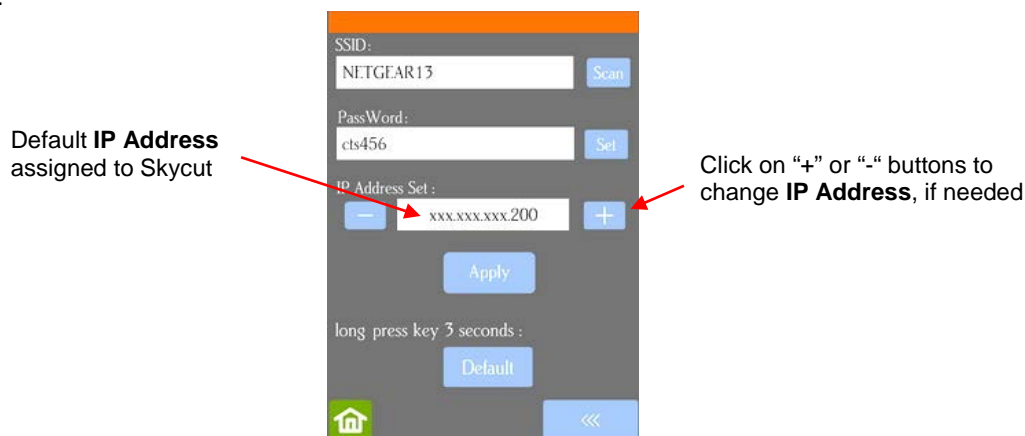 .
SSID:
NETGEAR13
Scan
PassWord:
cts456
Set
Default IP Address
assigned to Skycut
IP Address Set :
−
xxx.xxx.xxx.200
+
Click on “+” or “-“ buttons to
change IP Address, if needed
Apply
long press key 3 seconds :
Default
<<<